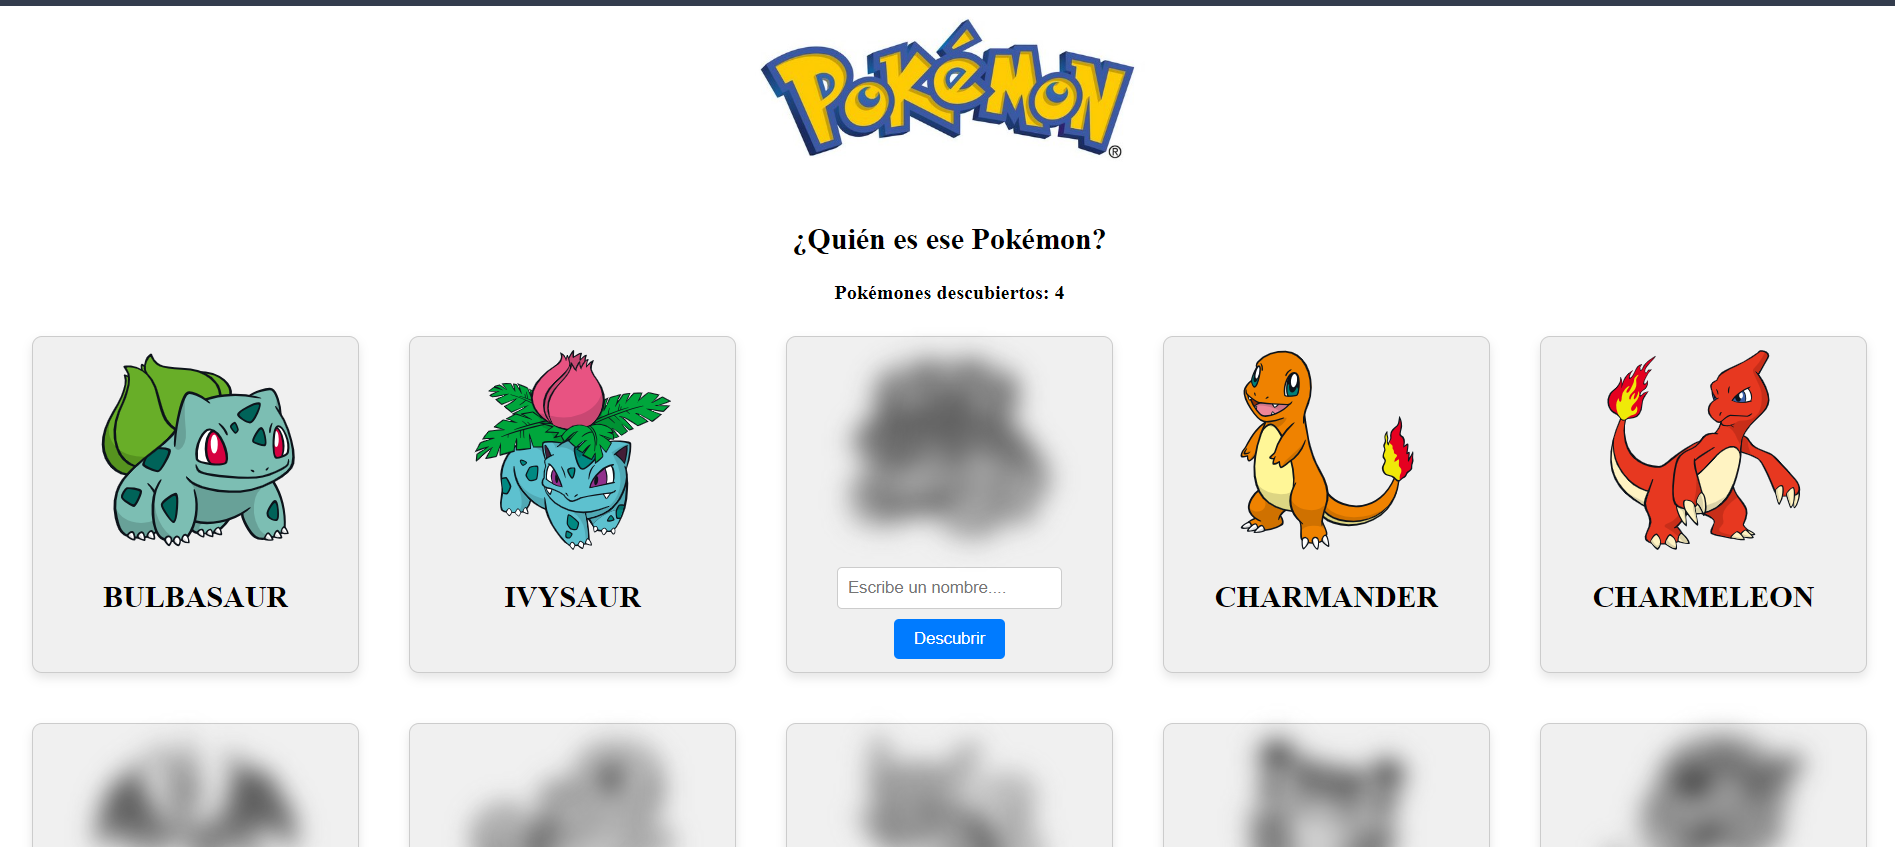 POKéMON
®
¿Quién es ese Pokémon?
Pokémones descubiertos: 4
BULBASAUR
IVYSAUR
Escribe un nombre....
Descubrir
CHARMANDER
CHARMELEON